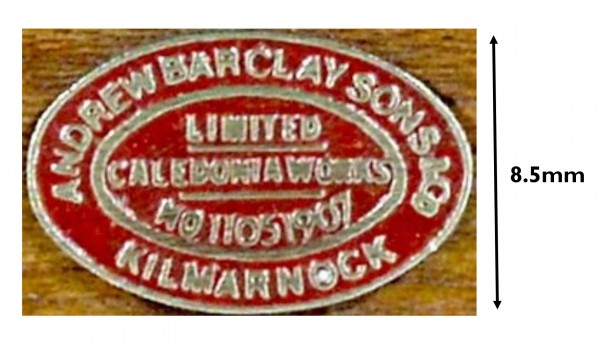 ANDREW BARCLAY SONS & Co
LIMITED
CALEDONIA WORKS
No 1105 1907
KILMARNOCK
8.5mm